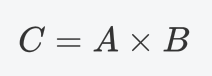 C = A × B